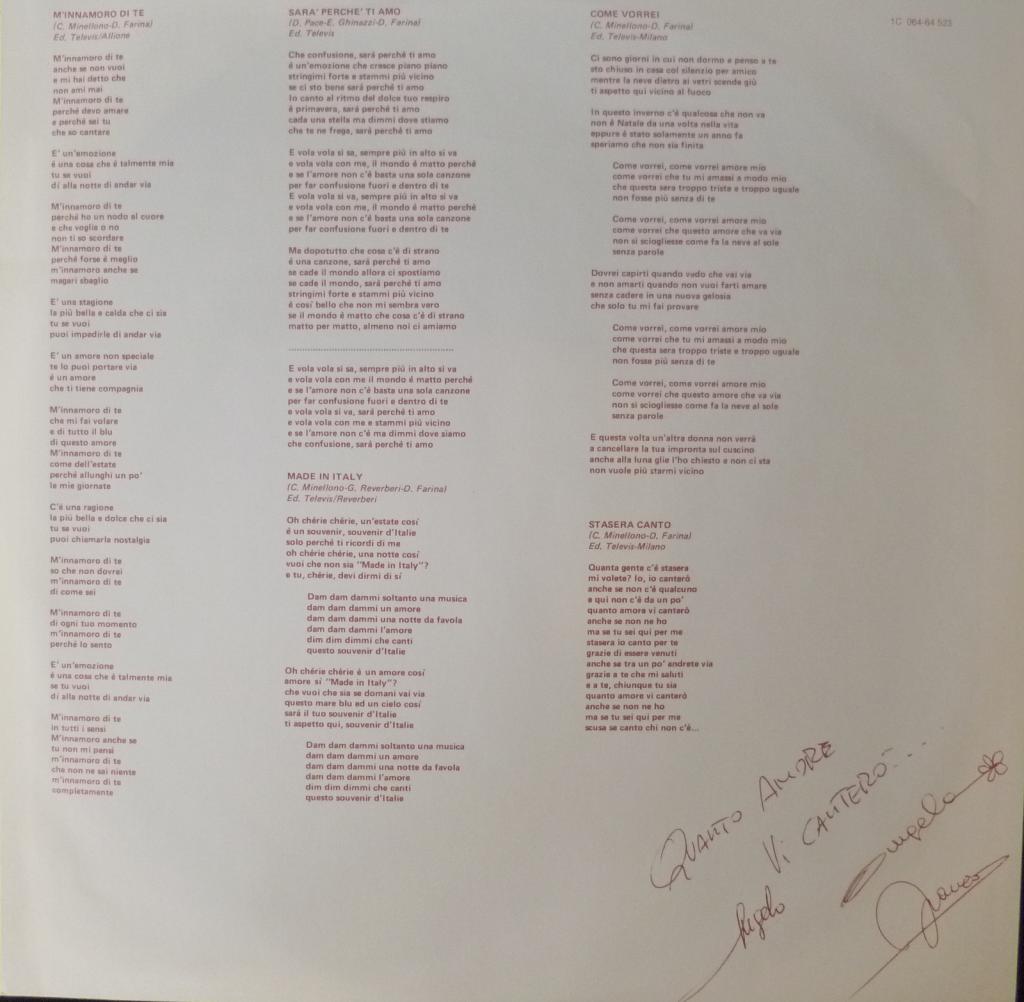 M'INNAMORO DI TE
(C. Minellono-D. Farina)
Ed. Televis/Allione
M'innamoro di te
anche se non vuoi
e mi hai detto che
non ami mai
M'innamoro di te
perché devo amare
e perché sei tu
che so cantare
E' un'emozione
é una cosa che é talmente mia
tu se vuoi
dí alla notte di andar via
M'innamoro di te
perché ho un nodo al cuore
e che voglia o no
non ti so scordare
M'innamoro di te
perché forse é meglio
m'innamoro anche se
magari sbaglio
E' una stagione
la piú bella e calda che ci sia
tu se vuoi
puoi impedirle di andar via
E' un amore non speciale
te lo puoi portare via
é un amore
che ti tiene compagnia
M'innamoro di te
che mi fai volare
e di tutto il blu
di questo amore
M'innamoro di te
come dell'estate
perché allunghi un po'
le mie giornate
C'é una ragione
la piú bella e dolce che ci sia
tu se vuoi
puoi chiamarla nostalgia
M'innamoro di te
so che non dovrei
m'innamoro di te
di come sei
M'innamoro di te
di ogni tuo momento
m'innamoro di te
perché lo sento
E' un'emozione
é una cosa che é talmente mia
se tu vuoi
dí alla notte di andar via
M'innamoro di te
in tutti i sensi
M'innamoro anche se
tu non mi pensi
m'innamoro di te
che non ne sai niente
m'innamoro di te
completamente
SARA' PERCHE' TI AMO
(D. Pace-E. Ghinazzi-D. Farina)
Ed. Televis
Che confusione, sará perché ti amo
é un'emozione che cresce piano piano
stringimi forte e stammi piú vicino
se ci sto bene sará perché ti amo
Io canto al ritmo del dolce tuo respiro
é primavera, sará perché ti amo
cada una stella ma dimmi dove stiamo
che te ne frega, sará perché ti amo
E vola vola si sa, sempre piú in alto si va
e vola vola con me, il mondo é matto perché
e se l'amore non c'é basta una sola canzone
per far confusione fuori e dentro di te
E vola vola si va, sempre piú in alto si va
e vola vola con me, il mondo é matto perché
e se l'amore non c'é basta una sola canzone
per far confusione fuori e dentro di te
Ma dopotutto che cosa c'é di strano
é una canzone, sará perché ti amo
se cade il mondo allora ci spostiamo
se cade il mondo, sará perché ti amo
stringimi forte e stammi piú vicino
é cosí bello che non mi sembra vero
se il mondo é matto che cosa c'é di strano
matto per matto, almeno noi ci amiamo
................................................................
E vola vola si sa, sempre piú in alto si va
e vola vola con me il mondo é matto perché
e se l'amore non c'é basta una sola canzone
per far confusione fuori e dentro di te
e vola vola si va, sará perché ti amo
e vola vola con me e stammi piú vicino
e se l'amore non c'é ma dimmi dove siamo
che confusione, sará perché ti amo
MADE IN ITALY
(C. Minellono-G. Reverberi-D. Farina)
Ed. Televis/Reverberi
Oh chérie chérie, un'estate cosí
é un souvenir, souvenir d'Italie
solo perché ti ricordi di me
oh chérie chérie, una notte cosí
vuoi che non sia "Made in Italy"?
e tu, chérie, devi dirmi di sí
Dam dam dammi soltanto una musica
dam dam dammi un amore
dam dam dammi una notte da favola
dam dam dammi l'amore
dim dim dimmi che canti
questo souvenir d'Italie
Oh chérie chérie é un amore cosí
amore sí "Made in Italy"?
che vuoi che sia se domani vai via
questo mare blu ed un cielo cosí
sará il tuo souvenir d'Italie
ti aspetto qui, souvenir d'Italie
Dam dam dammi soltanto una musica
dam dam dammi un amore
dam dam dammi una notte da favola
dam dam dammi l'amore
dim dim dimmi che canti
questo souvenir d'Italie
COME VORREI
(C. Minellono-D. Farina)
Ed. Televis-Milano
Ci sono giorni in cui non dormo e penso a te
sto chiuso in casa col silenzio per amico
mentre la neve dietro ai vetri scende giú
ti aspetto qui vicino al fuoco
In questo inverno c'é qualcosa che non va
non é Natale da una volta nella vita
eppure é stato solamente un anno fa
speriamo che non sia finita
Come vorrei, come vorrei amore mio
come vorrei che tu mi amassi a modo mio
che questa sera troppo triste e troppo uguale
non fosse piú senza di te
Come vorrei, come vorrei amore mio
come vorrei che questo amore che va via
non si sciogliesse come fa la neve al sole
senza parole
Dovrei capirti quando vedo che vai via
e non amarti quando non vuoi farti amare
senza cadere in una nuova gelosia
che solo tu mi fai provare
Come vorrei, come vorrei amore mio
come vorrei che tu mi amassi a modo mio
che questa sera troppo triste e troppo uguale
non fosse piú senza di te
Come vorrei, come vorrei amore mio
come vorrei che questo amore che va via
non si sciogliesse come fa la neve al sole
senza parole
E questa volta un'altra donna non verrá
a cancellare la tua impronta sul cuscino
anche alla luna glie l'ho chiesto e non ci sta
non vuole piú starmi vicino
STASERA CANTO
(C. Minellono-D. Farina)
Ed. Televis-Milano
Quanta gente c'é stasera
mi volete? Io, io canteró
anche se non c'é qualcuno
e qui non c'é da un po'
quanto amore vi canteró
anche se non ne ho
ma se tu sei qui per me
stasera io canto per te
grazie di essere venuti
anche se tra un po' andrete via
grazie a te che mi saluti
e a te, chiunque tu sia
quanto amore vi canteró
anche se non ne ho
ma se tu sei qui per me
scusa se canto chi non c'é...
1C 064-64 523
QUANTO AMORE
Vi CANTERÓ...
Angela
Angelo
Franco